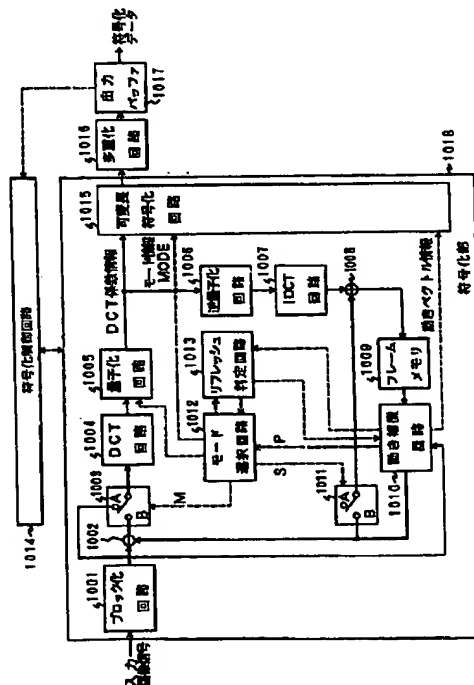 1014
符号化制御回路
入力
画像信号
1001
ブロック化
回路
1002
1003
A
B
1004
DCT
回路
1005
量子化
回路
DCT係数情報
モード情報
MODE
1015
可変長
符号化
回路
1016
多重化
回路
出力
バッファ
1017
符号化
データ
1006
逆量子化
回路
1007
IDCT
回路
1008
1009
フレーム
メモリ
1010
動き補償
回路
1011
A
B
1012
モード
選択回路
1013
リフレッシュ
判定回路
M
S
P
動きベクトル情報
1018
符号化部